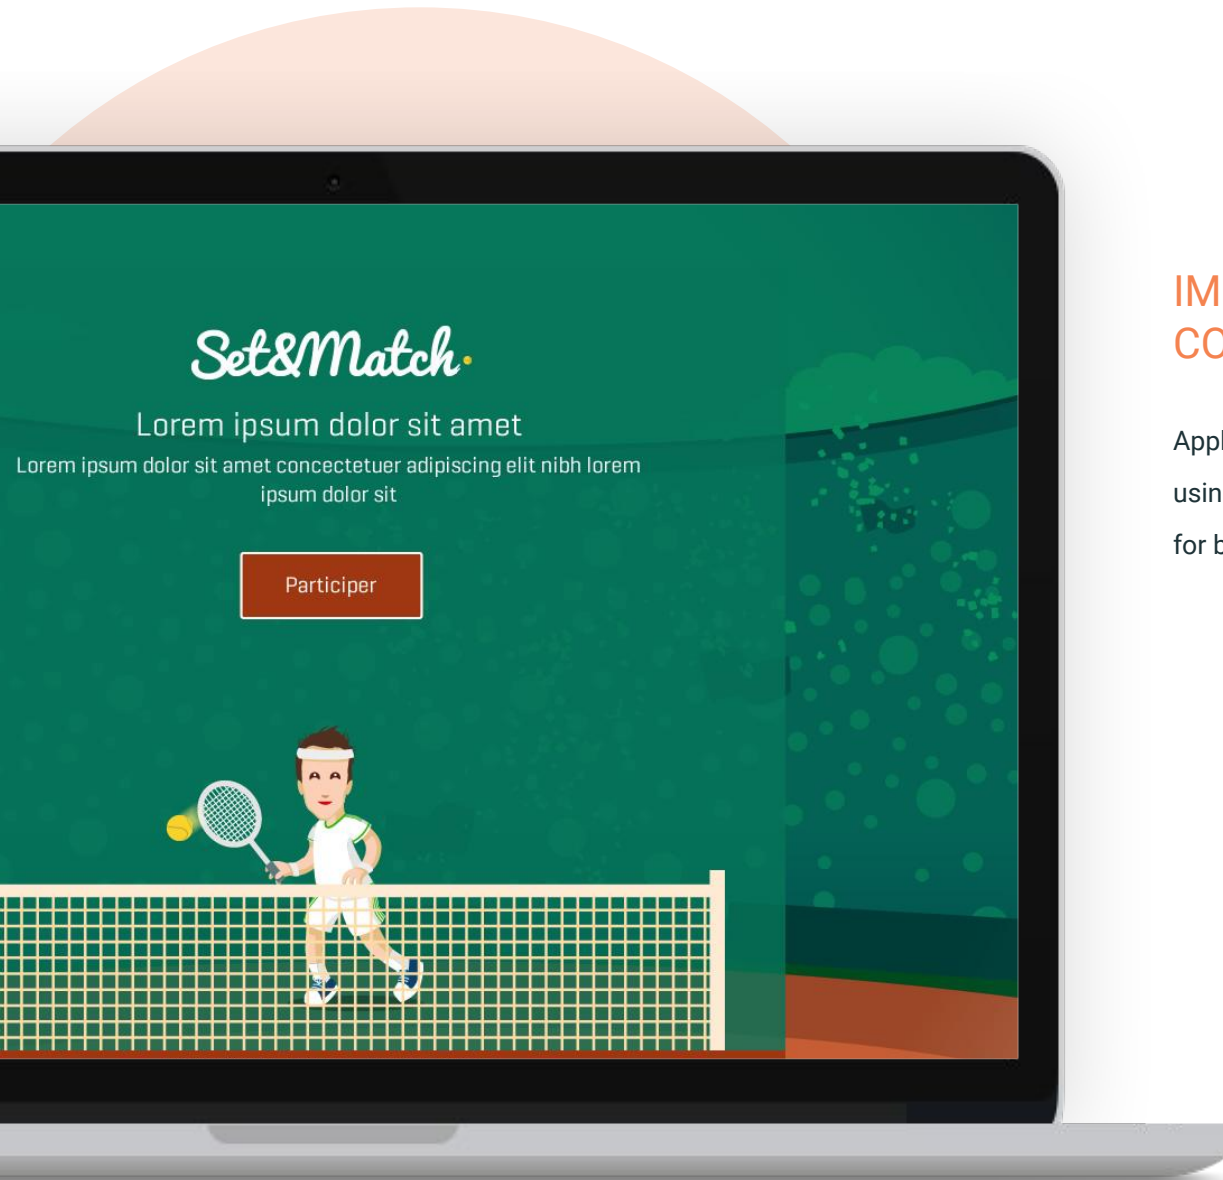 Set&Match
Lorem ipsum dolor sit amet
Lorem ipsum dolor sit amet concectetuer adipiscing elit nibh lorem
ipsum dolor sit
Participer
IM
CO
Appl
usin
for b